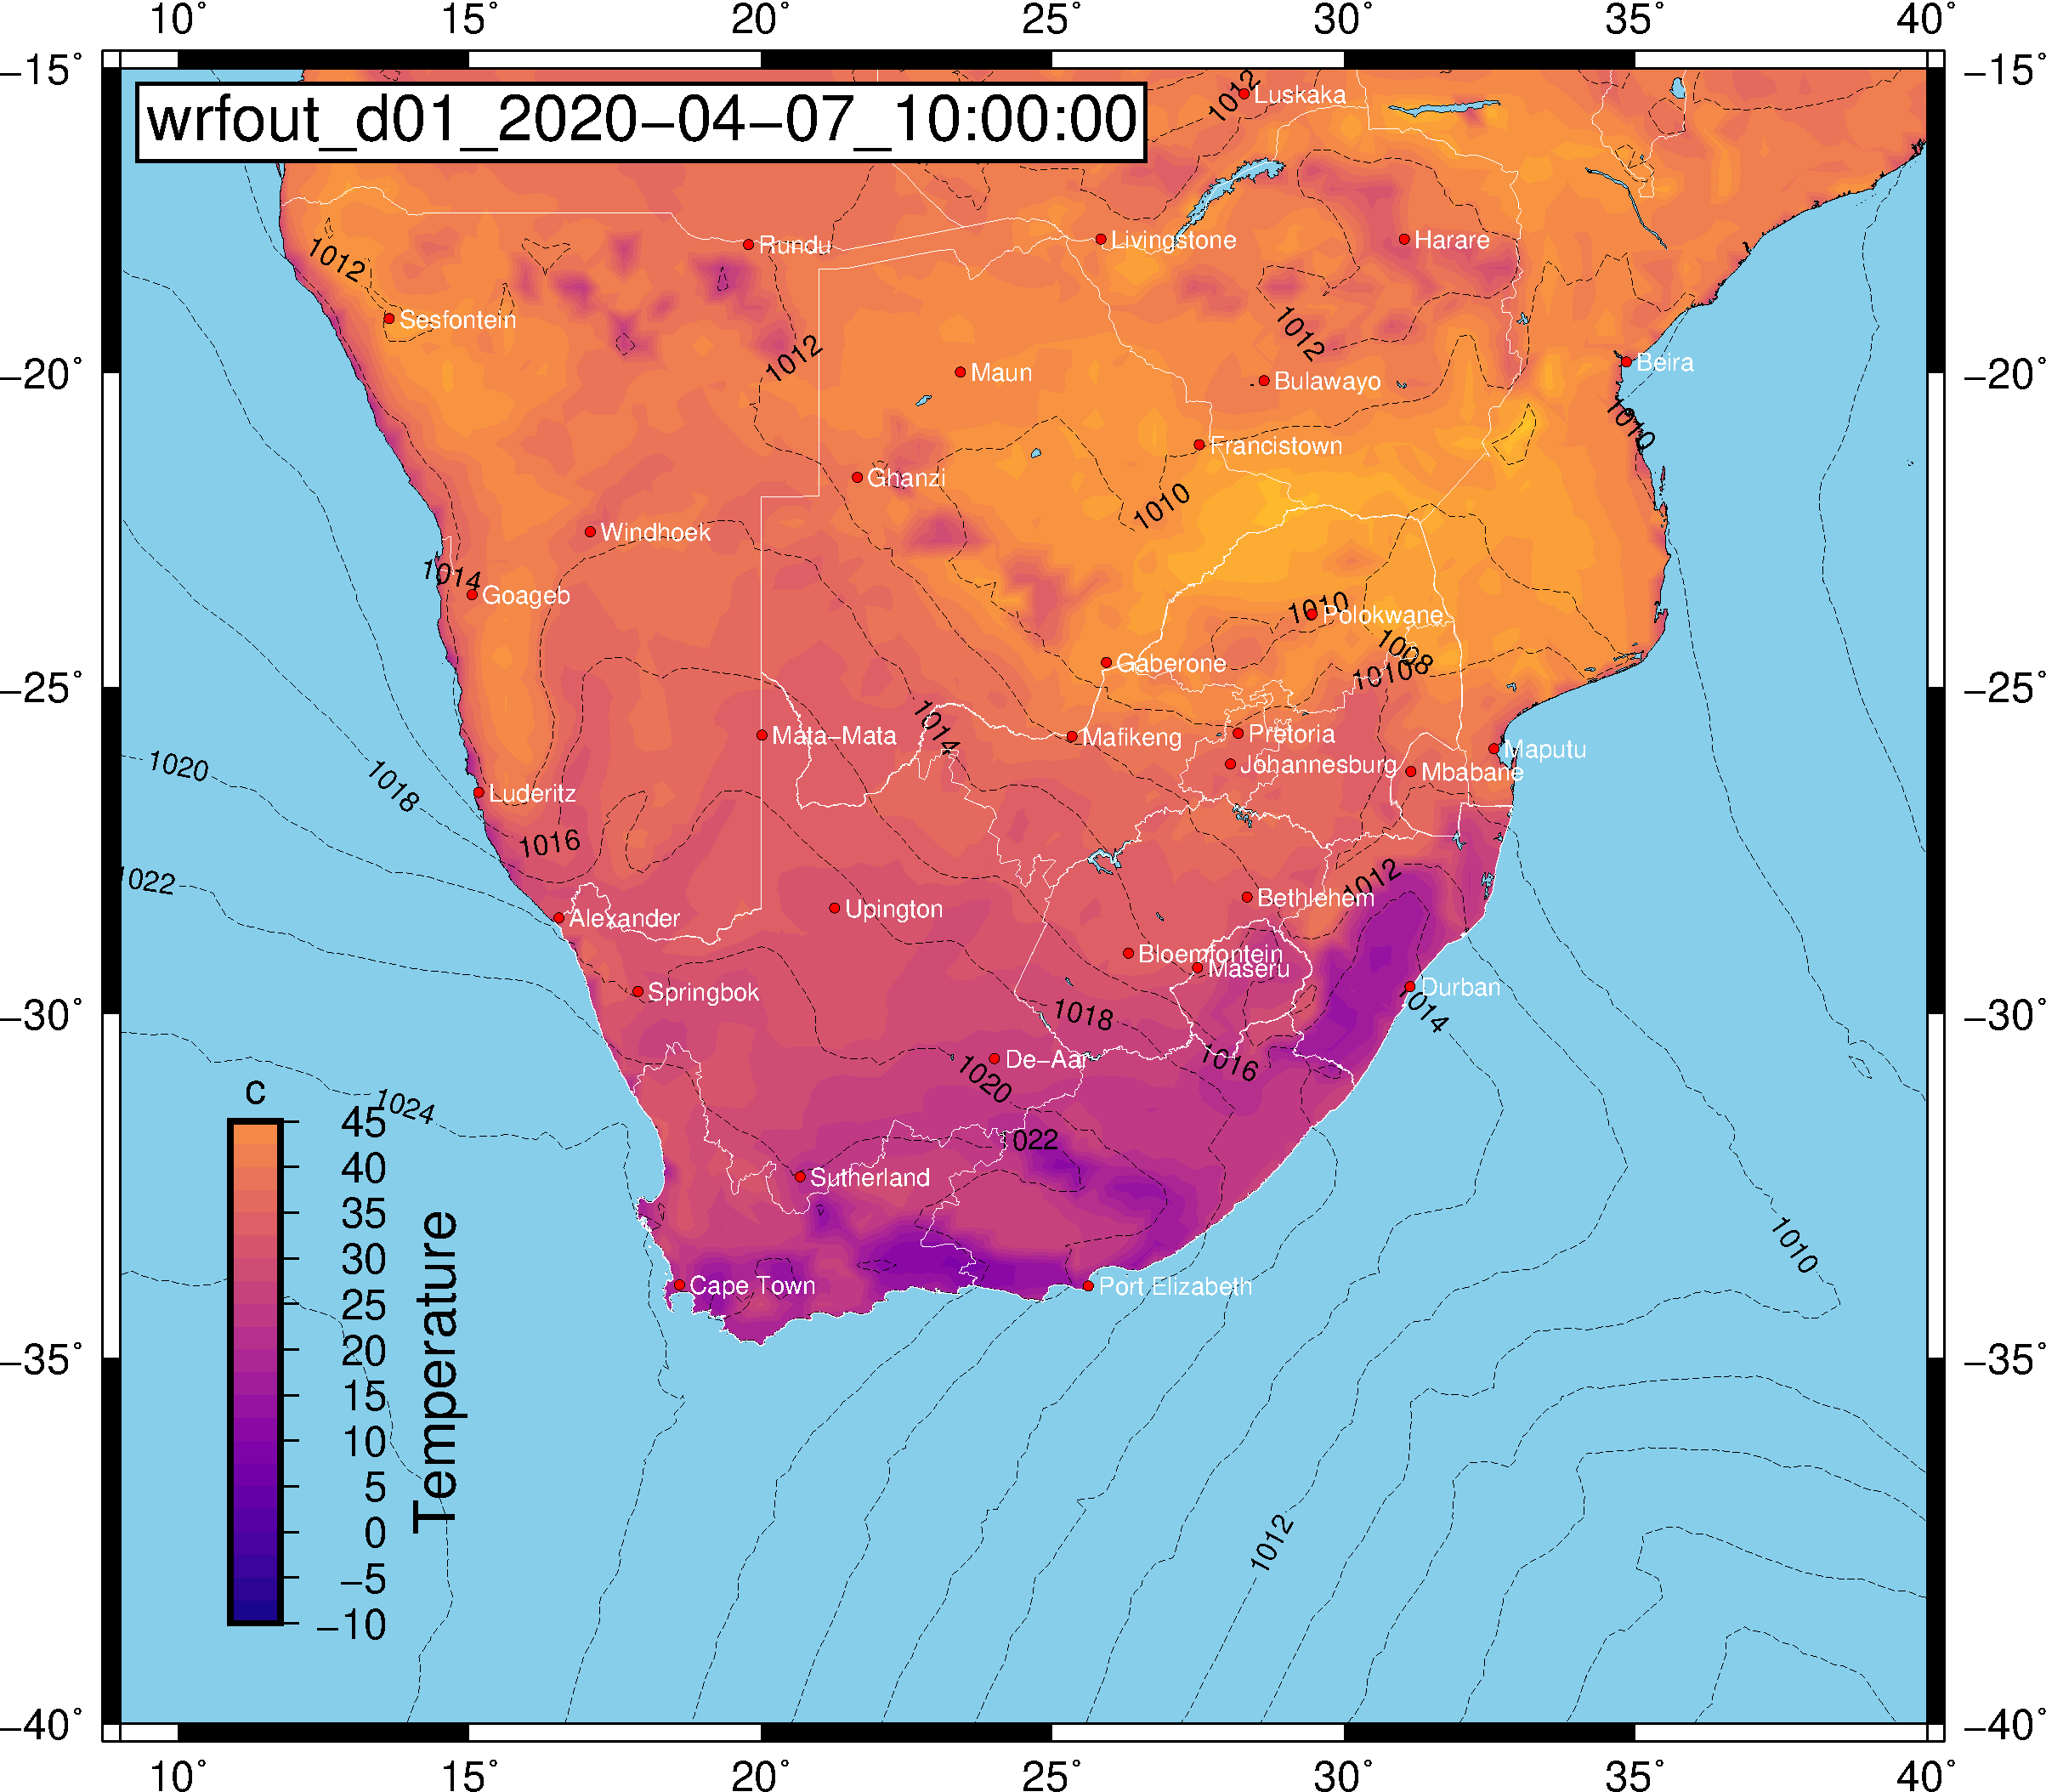 10° 15° 20° 25° 30° 35° 40°
−15° −15°
wrfout_d01_2020−04−07_10:00:00
1012 Luskaka
Rundu Livingstone Harare
1012
Sesfontein
1012 1012
−20° −20°
Maun Bulawayo Beira
1010
Francistown
Ghanzi
1010
Windhoek
1014
Goageb
1010 Polokwane
1008
Gaberone
1010
−25° −25°
1014
Mata−Mata Mafikeng Pretoria Maputu
Johannesburg Mbabane
1020
1018
Luderitz
1016
1022
1012
Bethlehem
Upington
Alexander
Bloemfontein
Maseru
Springbok Durban
1014
−30° −30°
1018
1016
De−Aar
1020
1024
022
Sutherland
1010
Cape Town Port Elizabeth
−35° −35°
1012
c
45
40
35
30
25
20
15
10
5
0
−5
−10
Temperature
−40° −40°
10° 15° 20° 25° 30° 35° 40°